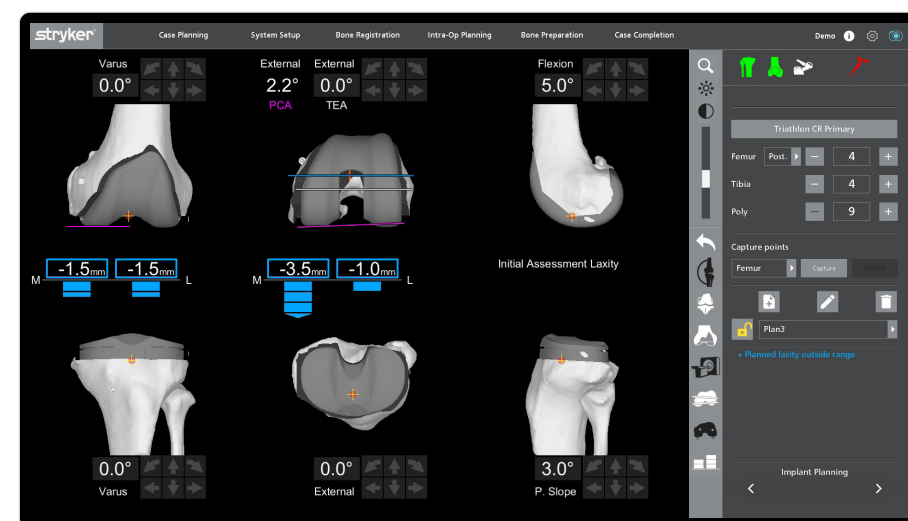 stryker
Case Planning
System Setup
Bone Registration
Intra-Op Planning
Bone Preparation
Case Completion
Demo
Varus
0.0°
External External
2.2° 0.0°
PCA TEA
Flexion
5.0°
M -1.5mm -1.5mm L
M -3.5mm -1.0mm L
Initial Assessment Laxity
0.0°
Varus
0.0°
External
3.0°
P. Slope
Triathlon CR Primary
Femur Post. 4
Tibia 4
Poly 9
Capture points
Femur Capture Delete
Plan3
• Planned laxity outside range
Implant Planning